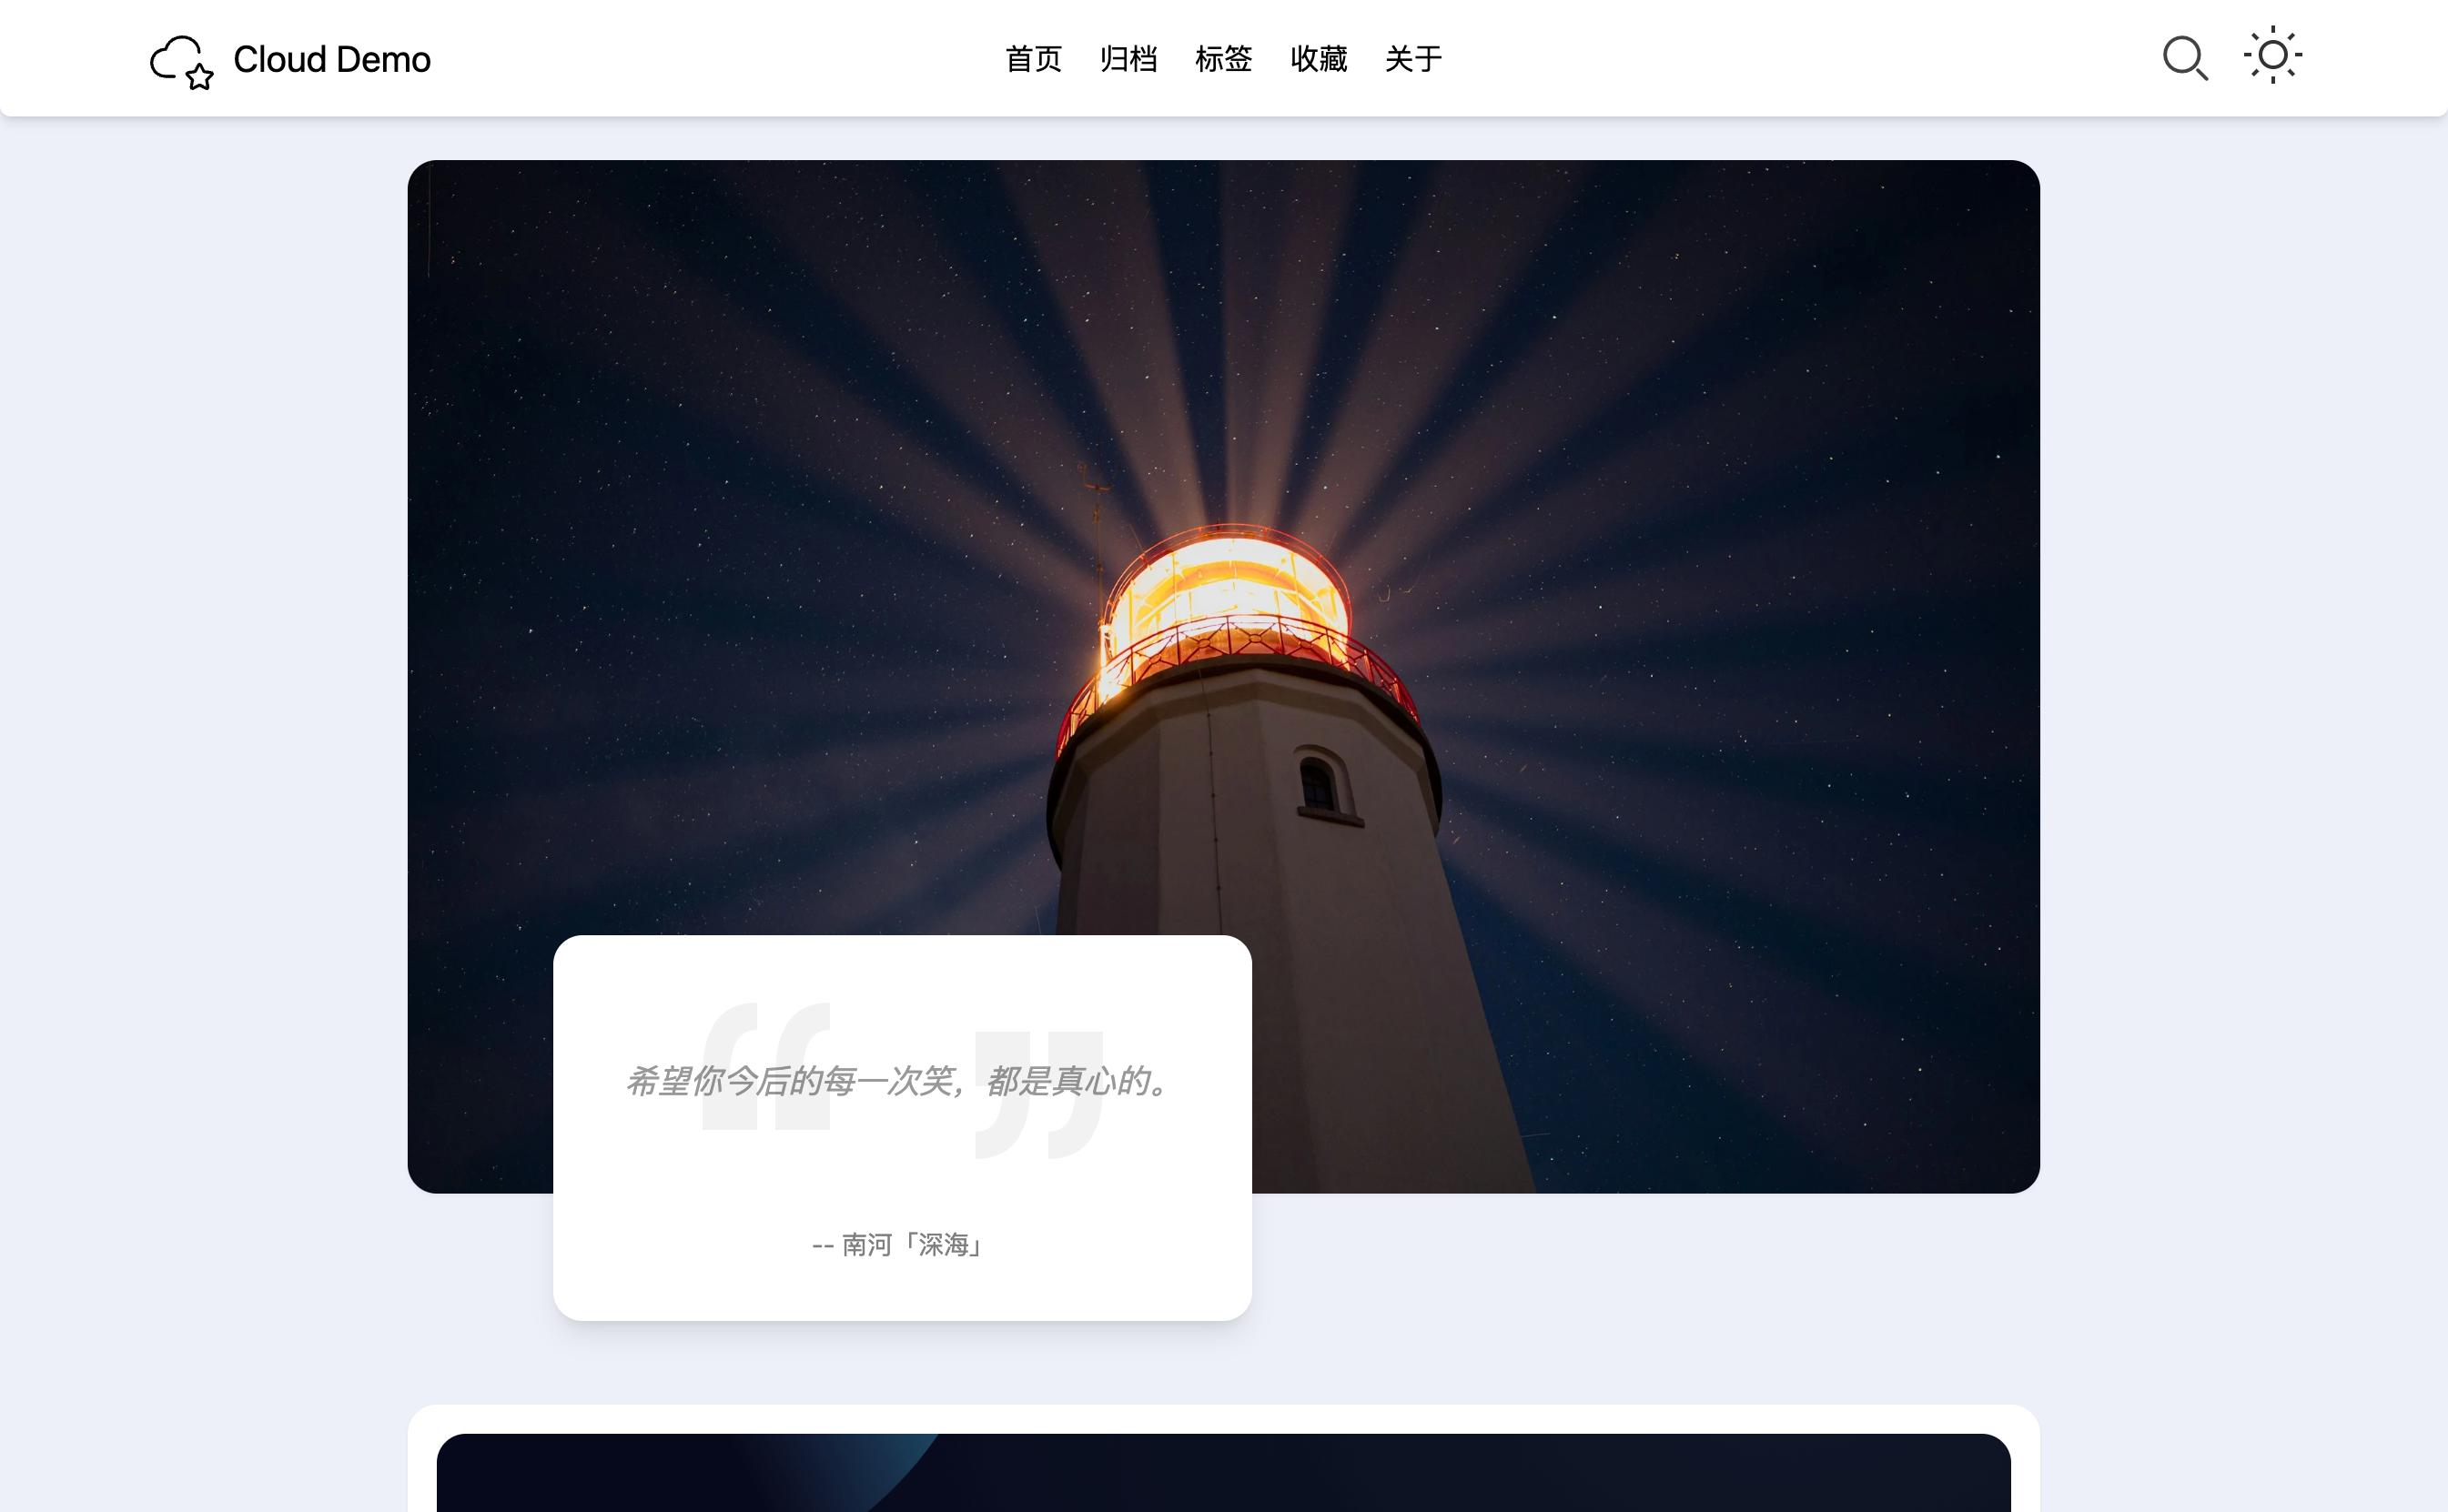 Cloud Demo
首页 归档 标签 收藏 关于
希望你今后的每一次笑，都是真心的。
-- 南河「深海」